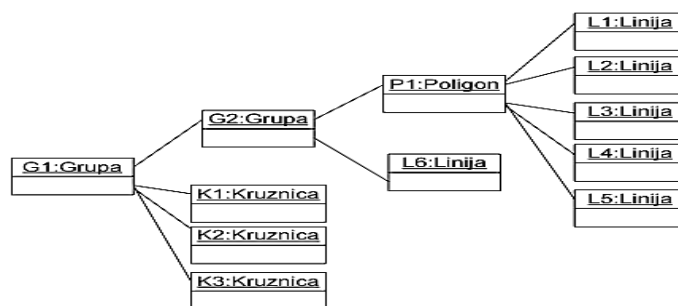 L1:Linija
L2:Linija
P1:Poligon
L3:Linija
G2:Grupa
L4:Linija
G1:Grupa
L6:Linija
K1:Kruznica
L5:Linija
K2:Kruznica
K3:Kruznica